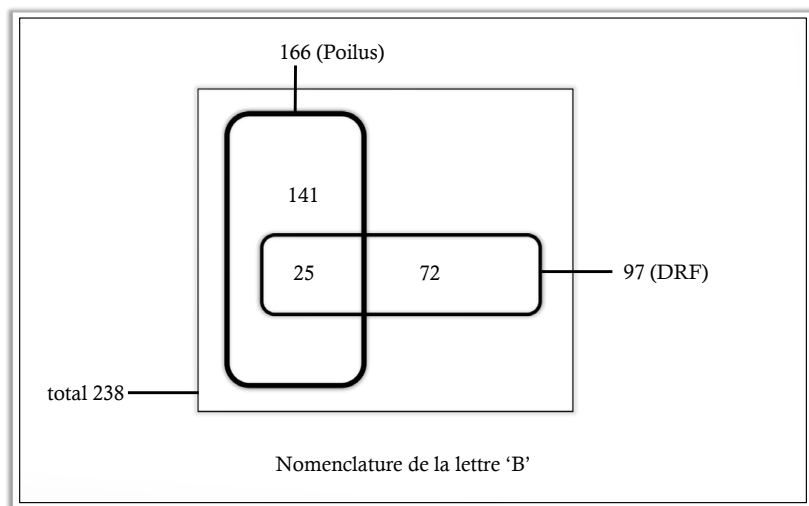 166 (Poilus)
141
25
72
97 (DRF)
total 238
Nomenclature de la lettre ‘B’